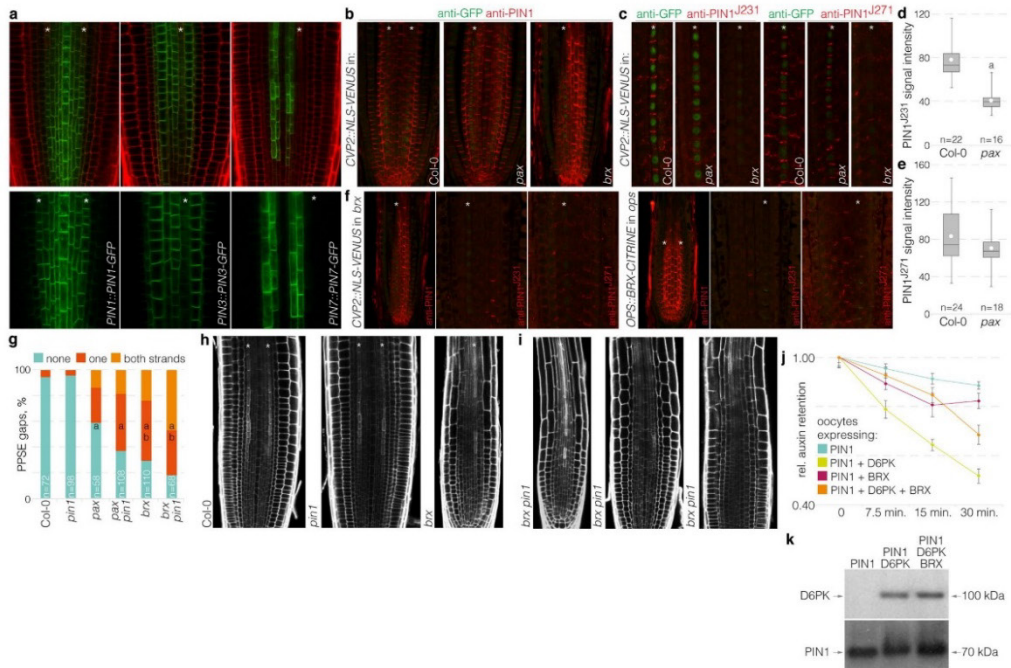 a
* *
*
*
* *
*
*
PIN1::PIN1-GFP
PIN3::PIN3-GFP
PIN7::PIN7-GFP
b
anti-GFP anti-PIN1
CVP2::NLS-VENUS in:
* *
*
*
Col-0
pax
brx
c
anti-GFP anti-PIN1J231
anti-GFP anti-PIN1J271
CVP2::NLS-VENUS in:
* * * * * *
Col-0
pax
brx
Col-0
pax
brx
d
PIN1J231 signal intensity
120
80
40
0
a
n=22
n=16
Col-0
pax
e
PIN1J271 signal intensity
160
120
80
40
0
n=24
n=18
Col-0
pax
f
CVP2::NLS-VENUS in brx
*
*
*
anti-PIN1
anti-PIN1J231
anti-PIN1J271
OPS::BRX-CITRINE in ops
* *
*
*
anti-PIN1
anti-PIN1J231
anti-PIN1J271
g
none
one
both strands
PPSE gaps, %
100
0
a
a
a
b
a
b
n=72
n=98
n=58
n=108
n=110
n=68
Col-0
pin1
pax
pax
pin1
brx
brx
pin1
h
* *
* *
*
Col-0
pin1
brx
i
brx pin1
brx pin1
brx pin1
j
rel. auxin retention
1.00
0.40
oocytes
expressing:
PIN1
PIN1 + D6PK
PIN1 + BRX
PIN1 + D6PK + BRX
0
7.5 min.
15 min.
30 min.
k
PIN1
PIN1
D6PK
PIN1
D6PK
BRX
D6PK
100 kDa
PIN1
70 kDa